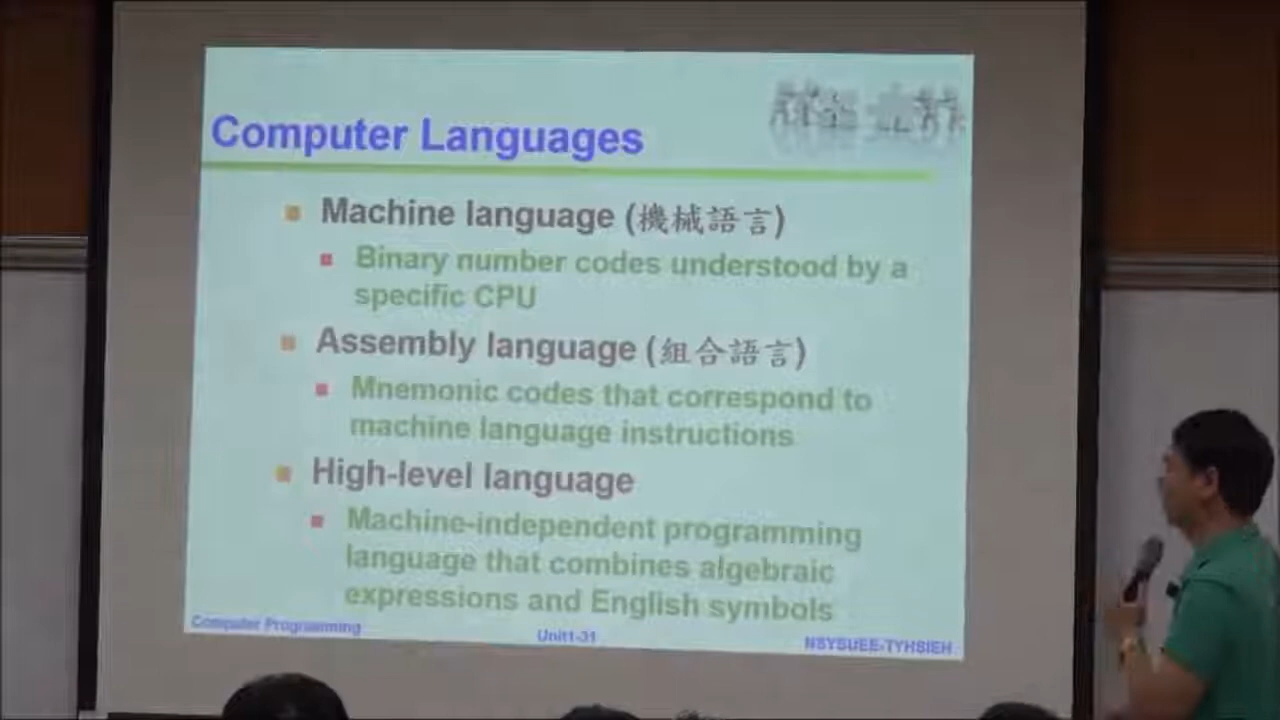 Computer Languages
Machine language (機械語言)
Binary number codes understood by a
specific CPU
Assembly language (組合語言)
Mnemonic codes that correspond to
machine language instructions
High-level language
Machine-independent programming
language that combines algebraic
expressions and English symbols
Computer Programming
Unit1-31
NSYSUEE-TYHSIEH